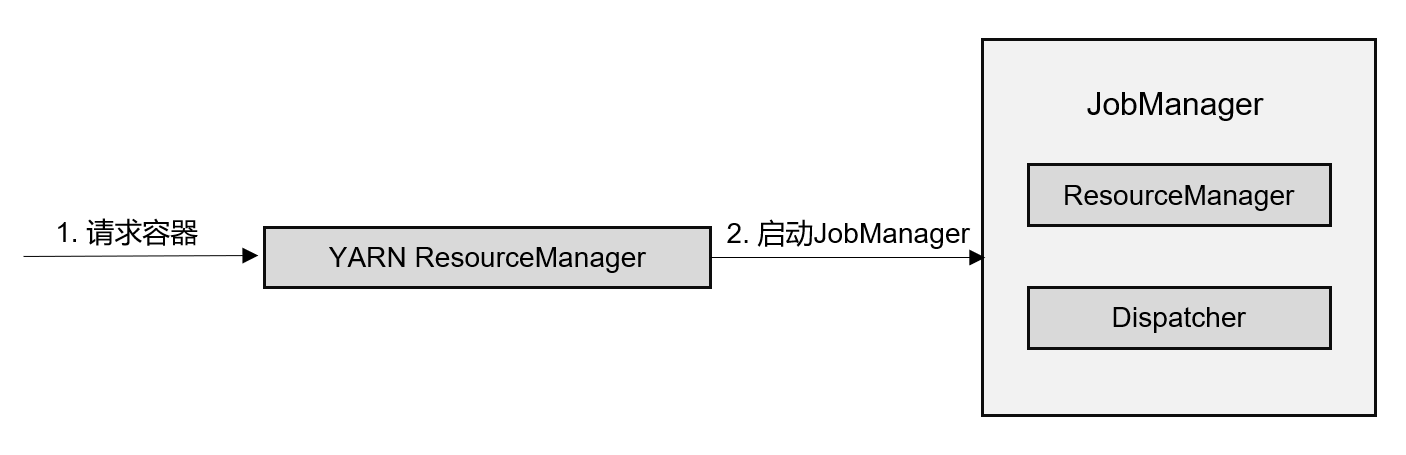 1. 请求容器
YARN ResourceManager
2. 启动JobManager
JobManager
ResourceManager
Dispatcher